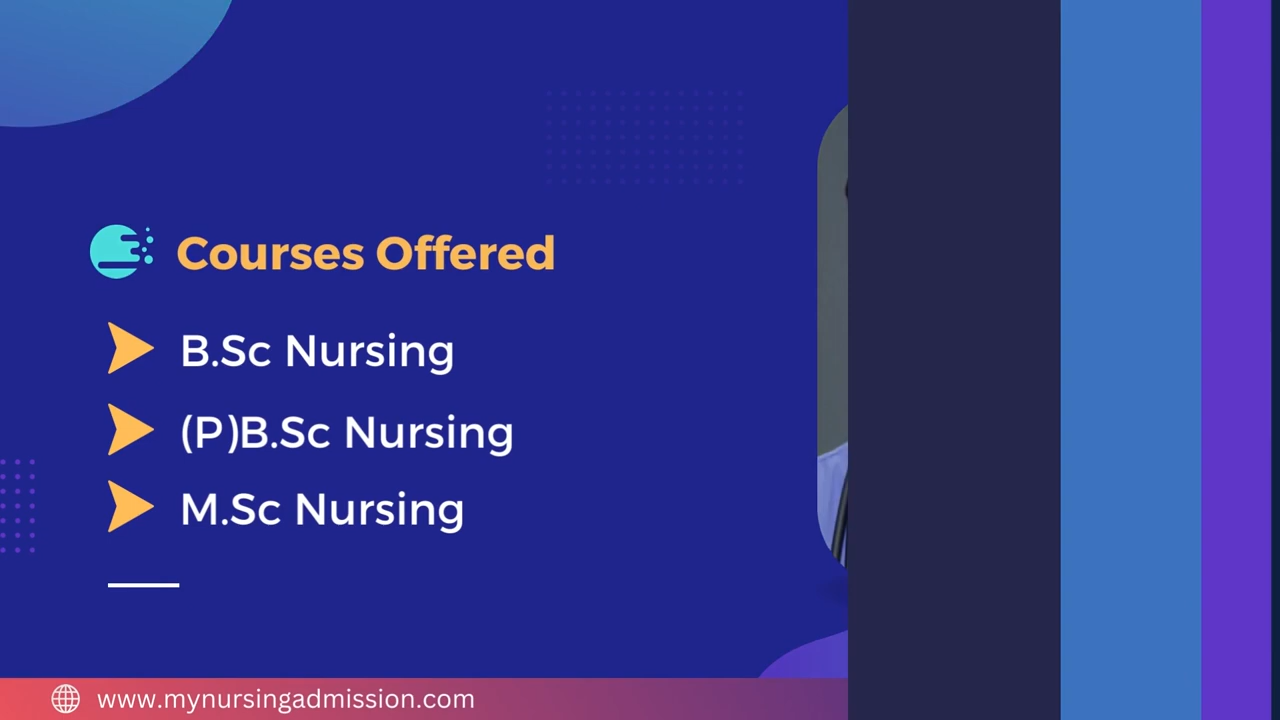 Courses Offered
B.Sc Nursing
(P)B.Sc Nursing
M.Sc Nursing
www.mynursingadmission.com